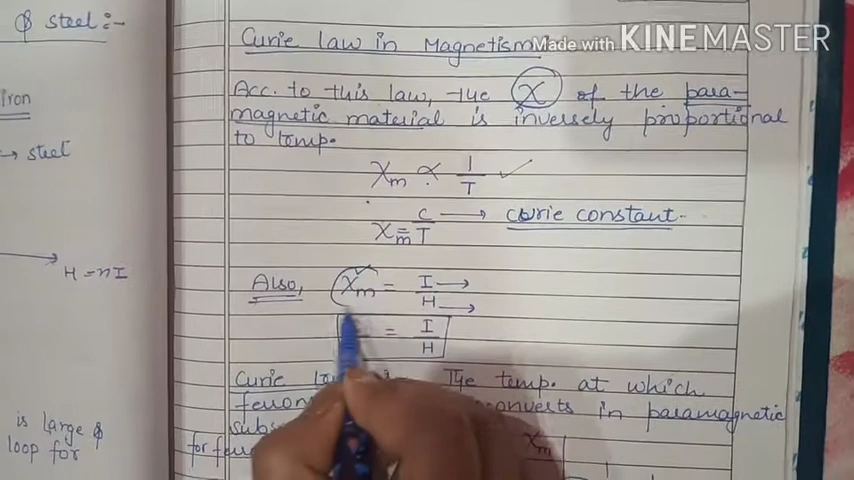 & steel:-
iron
→ steel
H = nI
is large &
loop for
Made with KINEMASTER
Curie law in Magnetism:
Acc. to this law, the χ of the para-
magnetic material is inversely proportional
to temp.
χm ∝ 1/T ✓
χm = C/T → curie constant.
Also, χm = I/H
= I/H
Curie The temp. at which
converts in paramagnetic
χm